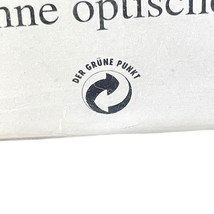 nne optische
DER GRÜNE PUNKT